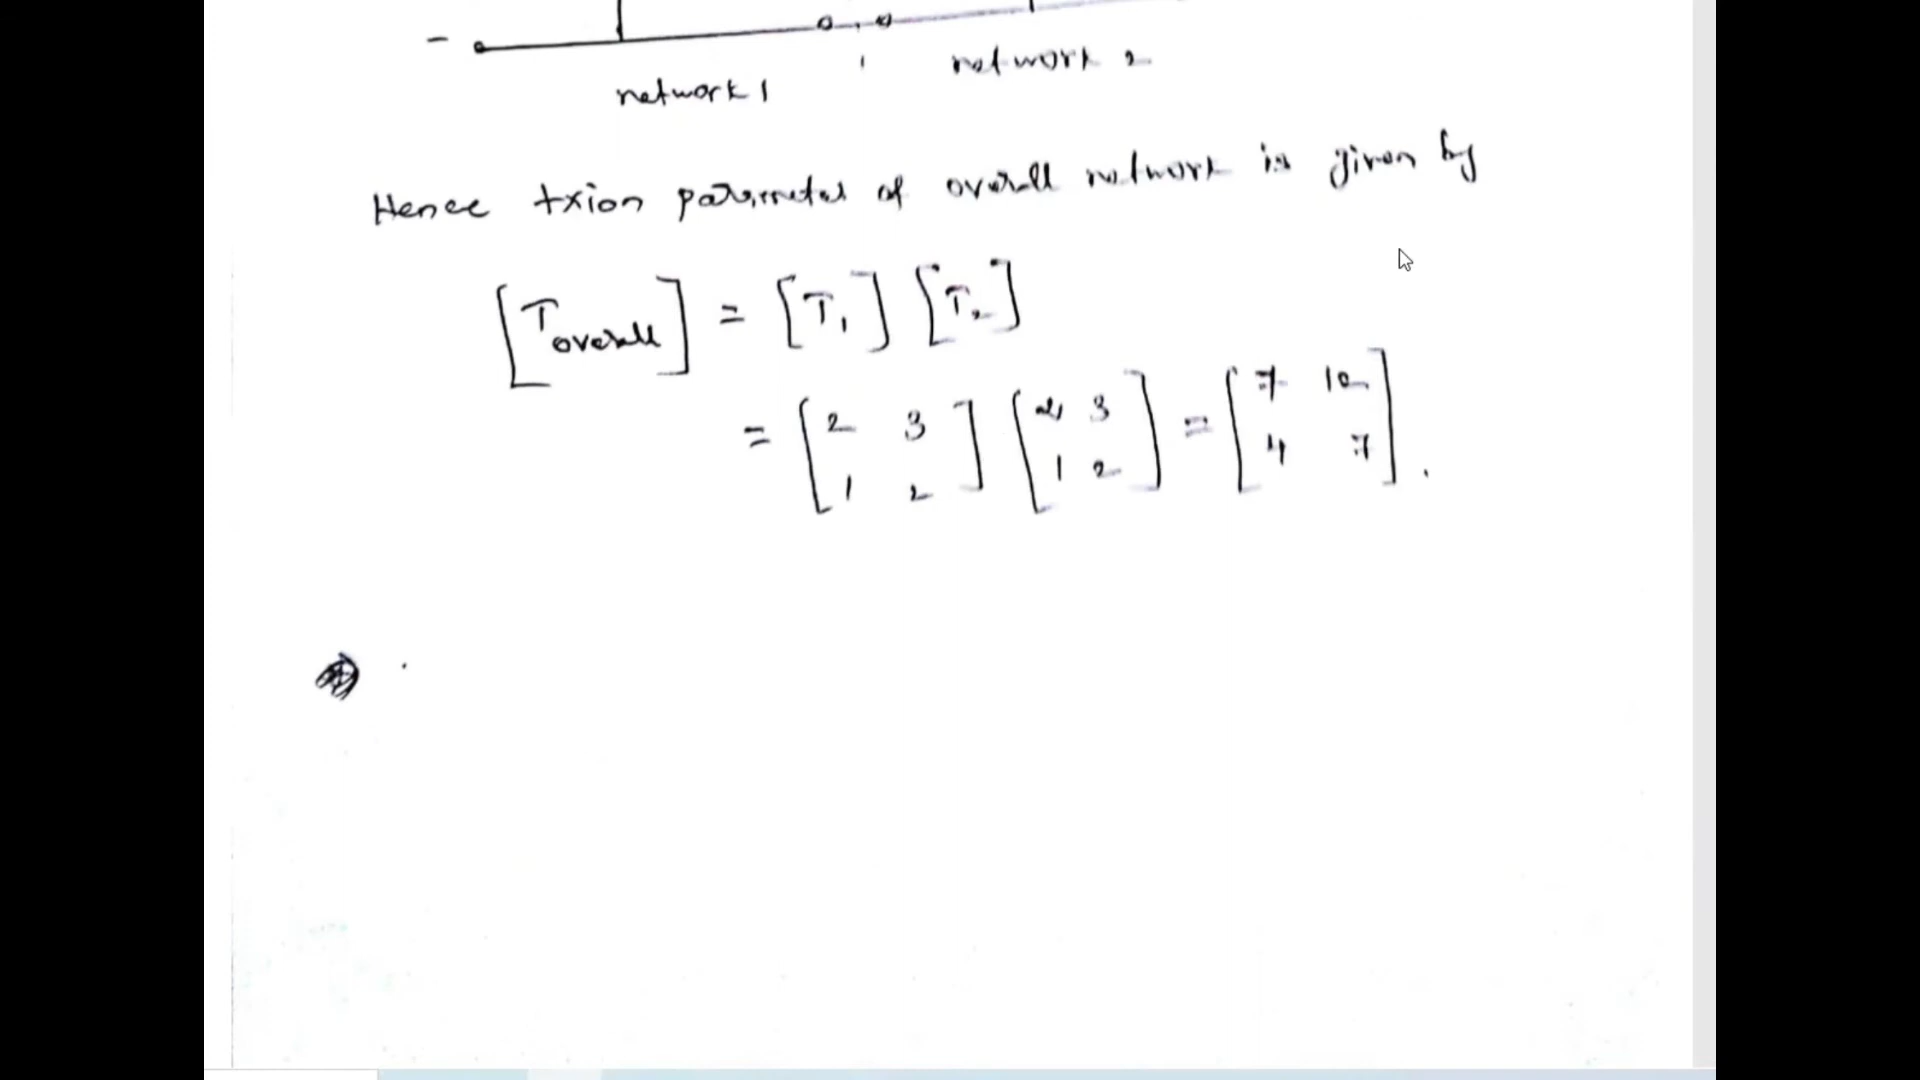 network 2
network 1
Hence txion parameter of overall network is given by
[T overall] = [T1] [T2]
= [2 3
1 2] [2 3
1 2] = [7 10
4 7].